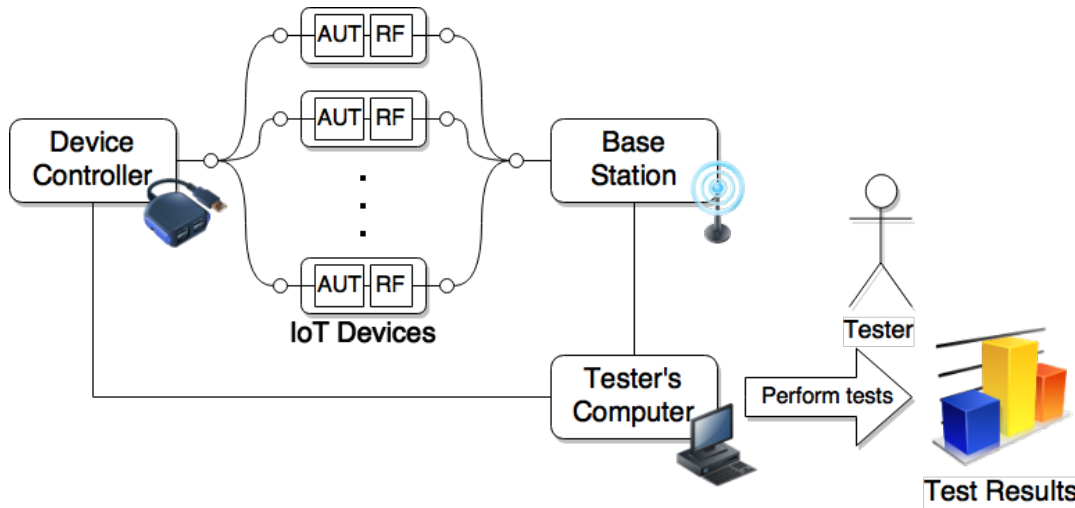 AUT RF
AUT RF
Device
Controller
Base
Station
AUT RF
IoT Devices
Tester
Tester's
Computer
Perform tests
Test Results